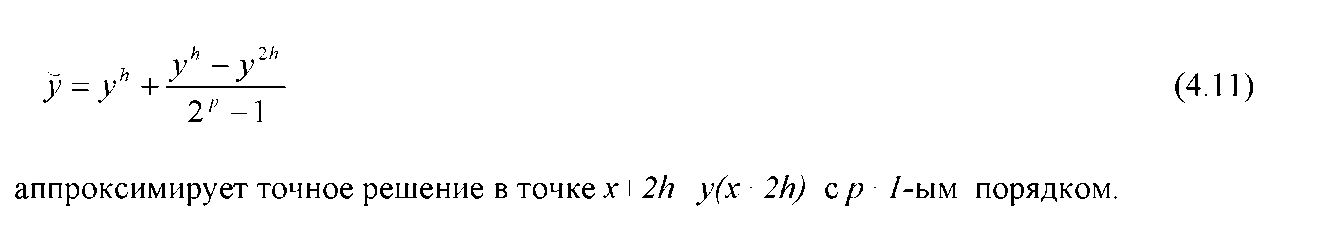 ỹ = y^h + (y^h − y^{2h}) / (2^p − 1) (4.11)
аппроксимирует точное решение в точке x+2h y(x+2h) с p+1-ым порядком.